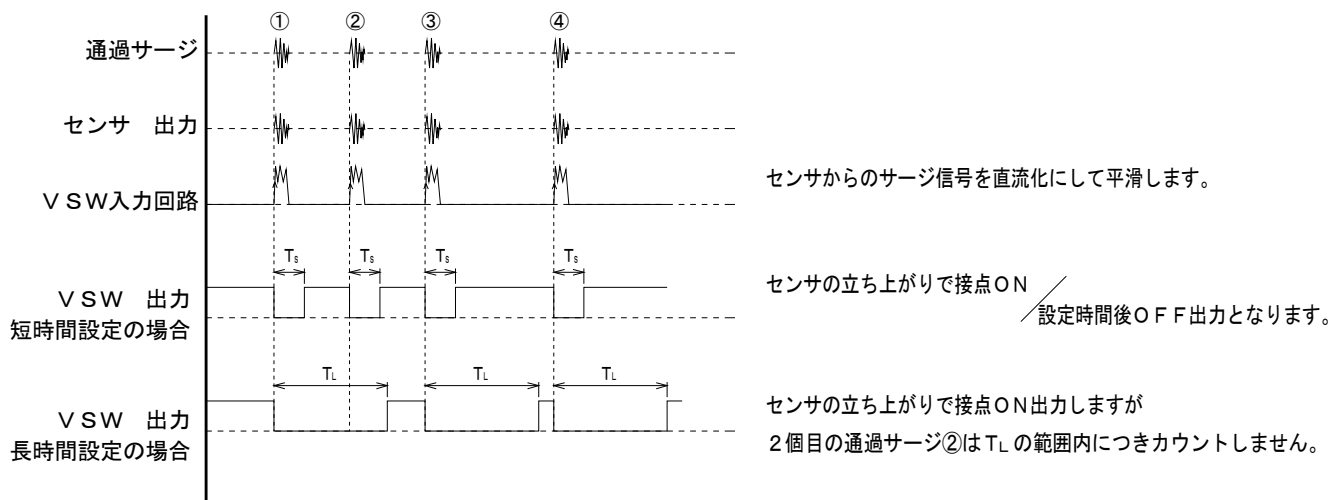 ① ② ③ ④
通過サージ
センサ 出力
VSW入力回路
センサからのサージ信号を直流化にして平滑します。
Ts Ts Ts Ts
VSW 出力
短時間設定の場合
センサの立ち上がりで接点ON
設定時間後OFF出力となります。
TL TL TL
VSW 出力
長時間設定の場合
センサの立ち上がりで接点ON出力しますが
2個目の通過サージ②はTLの範囲内につきカウントしません。